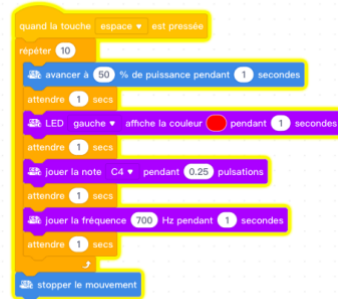 quand la touche espace est pressée
répéter 10
avancer à 50 % de puissance pendant 1 secondes
attendre 1 secs
LED gauche affiche la couleur pendant 1 secondes
attendre 1 secs
jouer la note C4 pendant 0.25 pulsations
attendre 1 secs
jouer la fréquence 700 Hz pendant 1 secondes
attendre 1 secs
stopper le mouvement